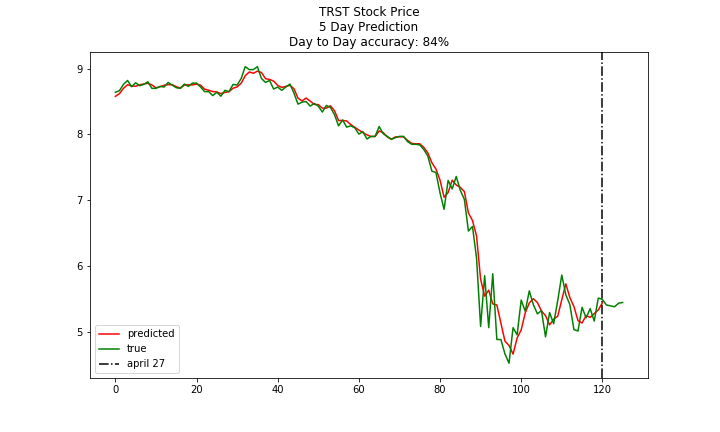 TRST Stock Price
5 Day Prediction
Day to Day accuracy: 84%
9
8
7
6
5
predicted
true
april 27
0 20 40 60 80 100 120